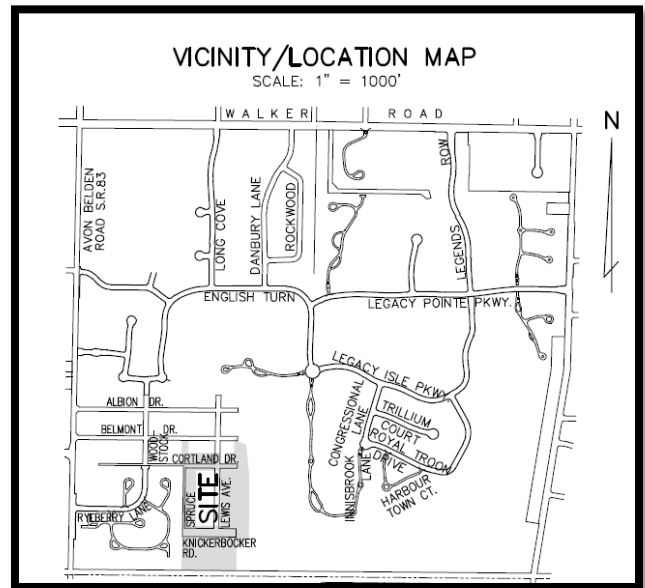 VICINITY/LOCATION MAP
SCALE: 1" = 1000'
WALKER ROAD
N
AVON BELDEN
ROAD S.R.83
LONG COVE
DANBURY LANE
ROCKWOOD
LEGENDS ROW
ENGLISH TURN
LEGACY POINTE PKWY.
LEGACY ISLE PKWY
ALBION DR.
BELMONT DR.
WOOD-
STOCK
CORTLAND DR.
CONGRESSIONAL
LANE
TRILLIUM
COURT
ROYAL TROON
DRIVE
INNISBROOK
LANE
HARBOUR
TOWN CT.
RYEBERRY LANE
SPRUCE
SITE
LEWIS AVE.
KNICKERBOCKER
RD.